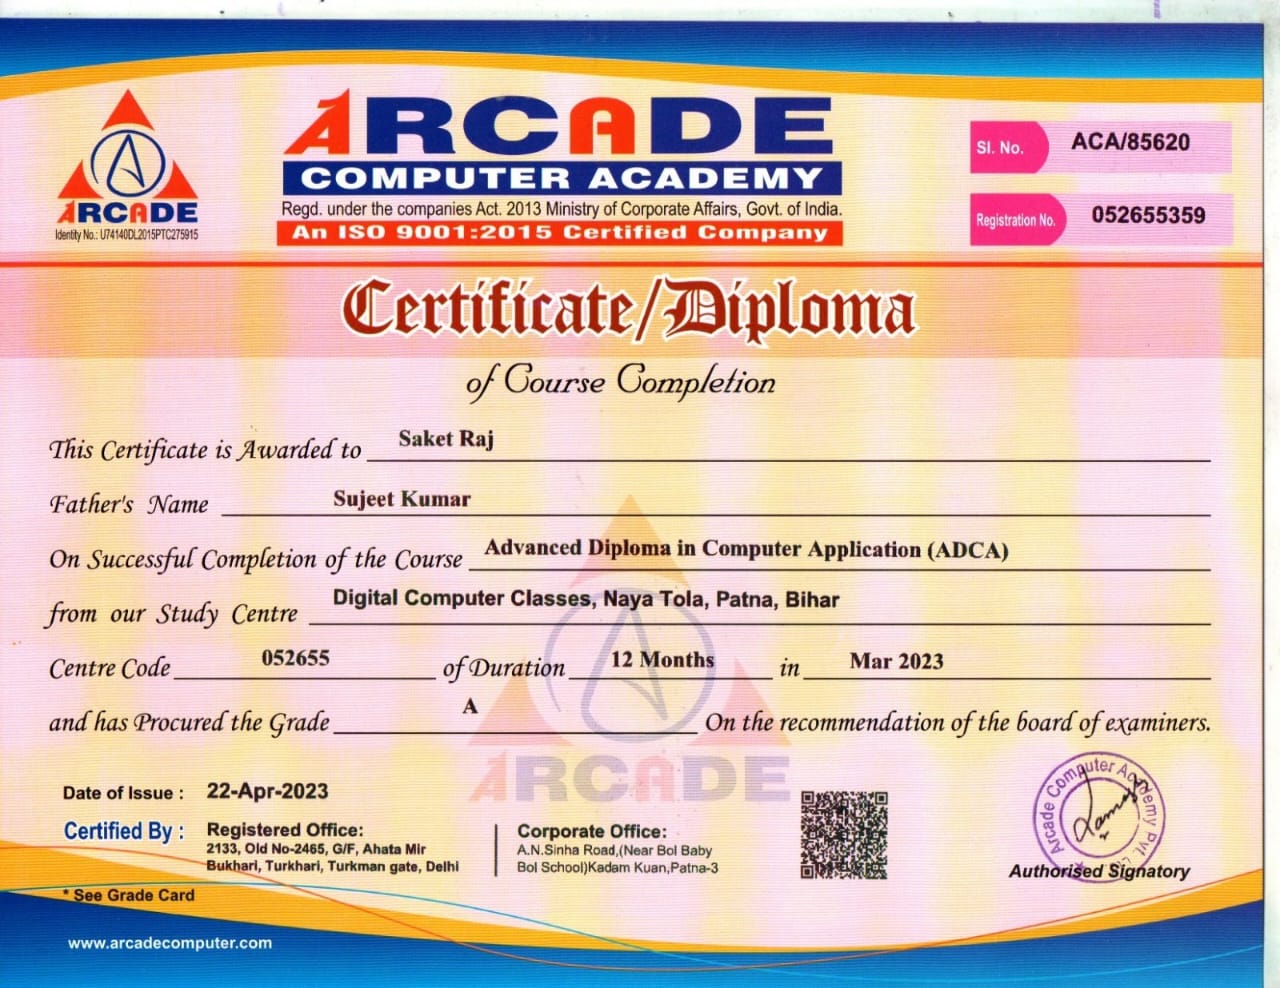 ARCADE
COMPUTER ACADEMY
Regd. under the companies Act. 2013 Ministry of Corporate Affairs, Govt. of India.
An ISO 9001:2015 Certified Company
ARCADE
Identity No.: U74140DL2015PTC275915
Sl. No. ACA/85620
Registration No. 052655359
Certificate/Diploma
of Course Completion
This Certificate is Awarded to Saket Raj
Father's Name Sujeet Kumar
On Successful Completion of the Course Advanced Diploma in Computer Application (ADCA)
from our Study Centre Digital Computer Classes, Naya Tola, Patna, Bihar
Centre Code 052655 of Duration 12 Months in Mar 2023
and has Procured the Grade A On the recommendation of the board of examiners.
ARCADE
Date of Issue : 22-Apr-2023
Certified By :
Registered Office:
2133, Old No-2465, G/F, Ahata Mir
Bukhari, Turkhari, Turkman gate, Delhi
Corporate Office:
A.N.Sinha Road,(Near Bol Baby
Bol School)Kadam Kuan,Patna-3
Arcade Computer Academy Pvt. Ltd.
Authorised Signatory
* See Grade Card
www.arcadecomputer.com